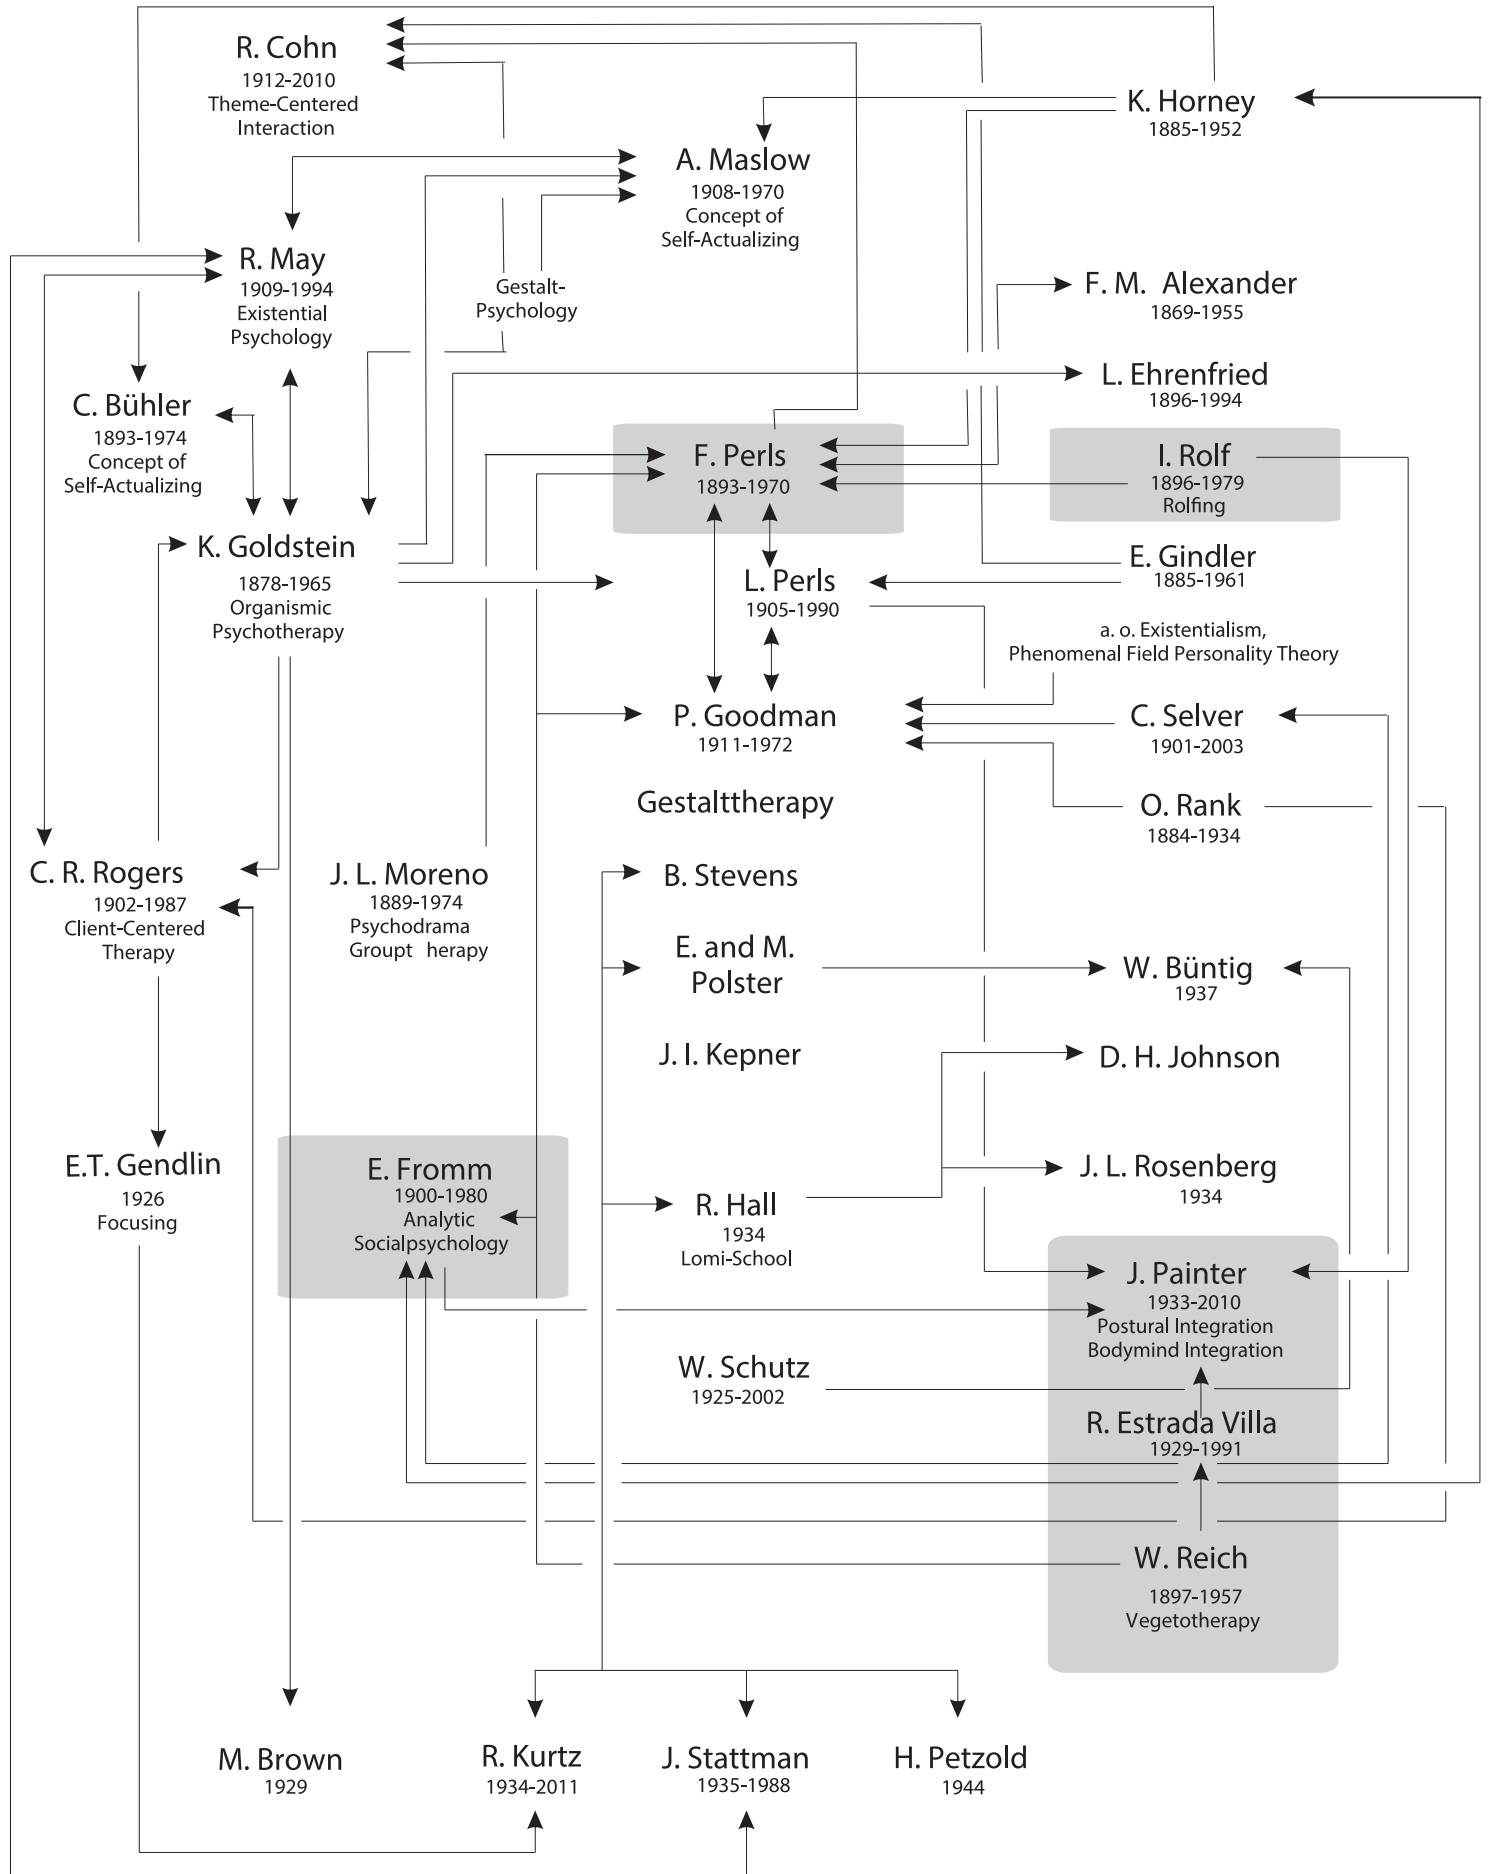 R. Cohn
1912-2010
Theme-Centered
Interaction
K. Horney
1885-1952
A. Maslow
1908-1970
Concept of
Self-Actualizing
R. May
1909-1994
Existential
Psychology
Gestalt-
Psychology
F. M. Alexander
1869-1955
L. Ehrenfried
1896-1994
C. Bühler
1893-1974
Concept of
Self-Actualizing
F. Perls
1893-1970
I. Rolf
1896-1979
Rolfing
K. Goldstein
1878-1965
Organismic
Psychotherapy
L. Perls
1905-1990
E. Gindler
1885-1961
a. o. Existentialism,
Phenomenal Field Personality Theory
P. Goodman
1911-1972
C. Selver
1901-2003
Gestalttherapy
O. Rank
1884-1934
C. R. Rogers
1902-1987
Client-Centered
Therapy
J. L. Moreno
1889-1974
Psychodrama
Groupt herapy
B. Stevens
E. and M.
Polster
W. Büntig
1937
J. I. Kepner
D. H. Johnson
E.T. Gendlin
1926
Focusing
E. Fromm
1900-1980
Analytic
Socialpsychology
R. Hall
1934
Lomi-School
J. L. Rosenberg
1934
J. Painter
1933-2010
Postural Integration
Bodymind Integration
W. Schutz
1925-2002
R. Estrada Villa
1929-1991
W. Reich
1897-1957
Vegetotherapy
M. Brown
1929
R. Kurtz
1934-2011
J. Stattman
1935-1988
H. Petzold
1944